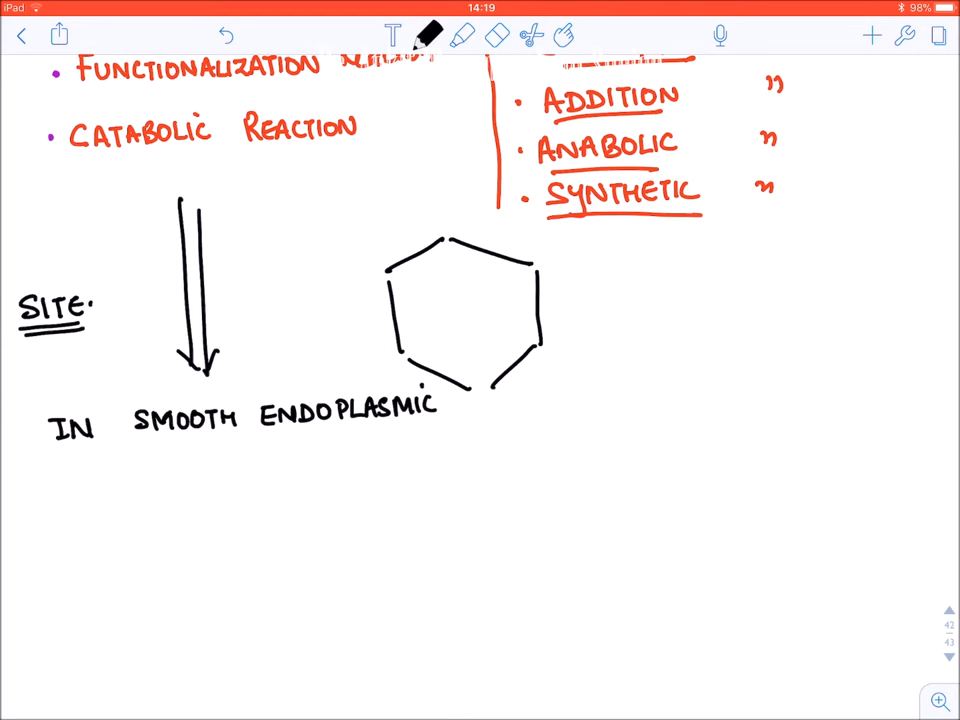 iPad 14:19 98%
T
• FUNCTIONALIZATION
• CATABOLIC REACTION
• ADDITION "
• ANABOLIC "
• SYNTHETIC "
SITE.
IN SMOOTH ENDOPLASMIC
42
43